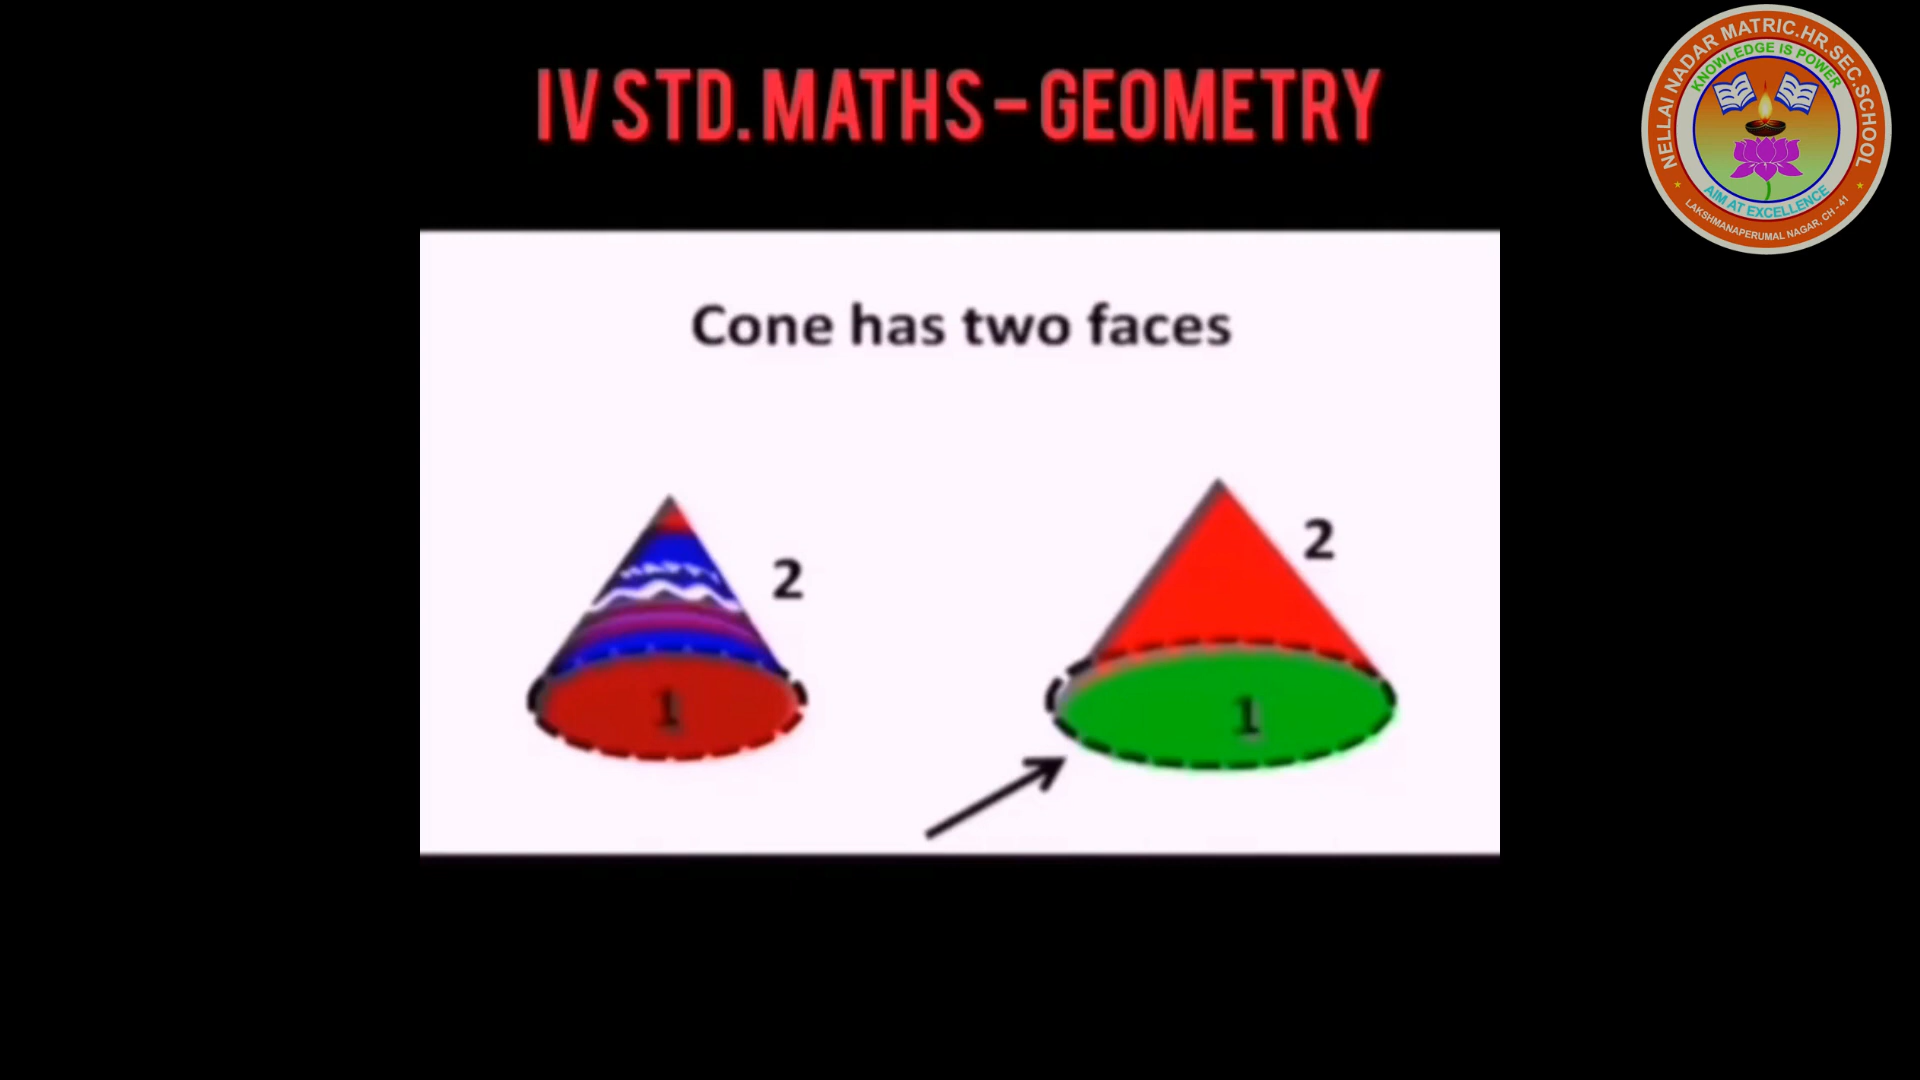 IV STD. MATHS – GEOMETRY
NELLAI NADAR MATRIC.HR.SEC.SCHOOL
KNOWLEDGE IS POWER
AIM AT EXCELLENCE
LAKSHMANAPERUMAL NAGAR, CH - 41
Cone has two faces
2
2
1
1